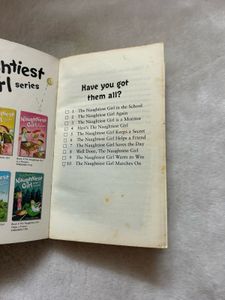 ughtiest
rl
series
Have you got
them all?
1 The Naughtiest Girl in the School
2 The Naughtiest Girl Again
3 The Naughtiest Girl is a Monitor
4 Here's The Naughtiest Girl
5 The Naughtiest Girl Keeps a Secret
6 The Naughtiest Girl Helps a Friend
7 The Naughtiest Girl Saves the Day
8 Well Done, The Naughtiest Girl
9 The Naughtiest Girl Wants to Win
10 The Naughtiest Girl Marches On